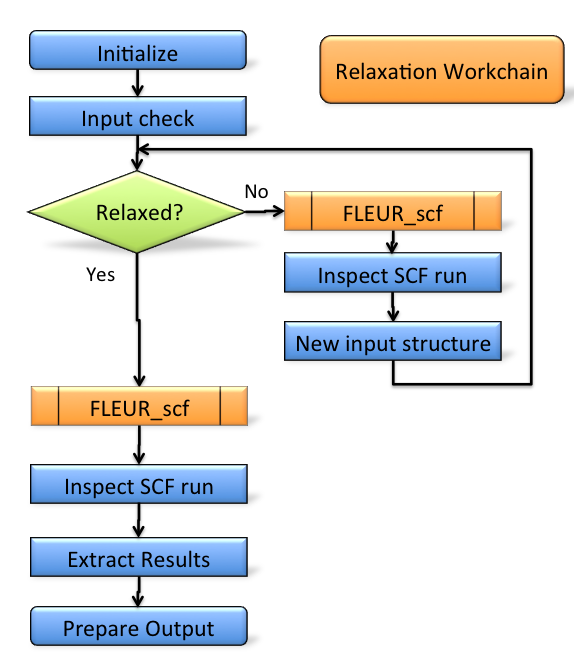 Initialize
Relaxation Workchain
Input check
Relaxed?
No
FLEUR_scf
Inspect SCF run
New input structure
Yes
FLEUR_scf
Inspect SCF run
Extract Results
Prepare Output